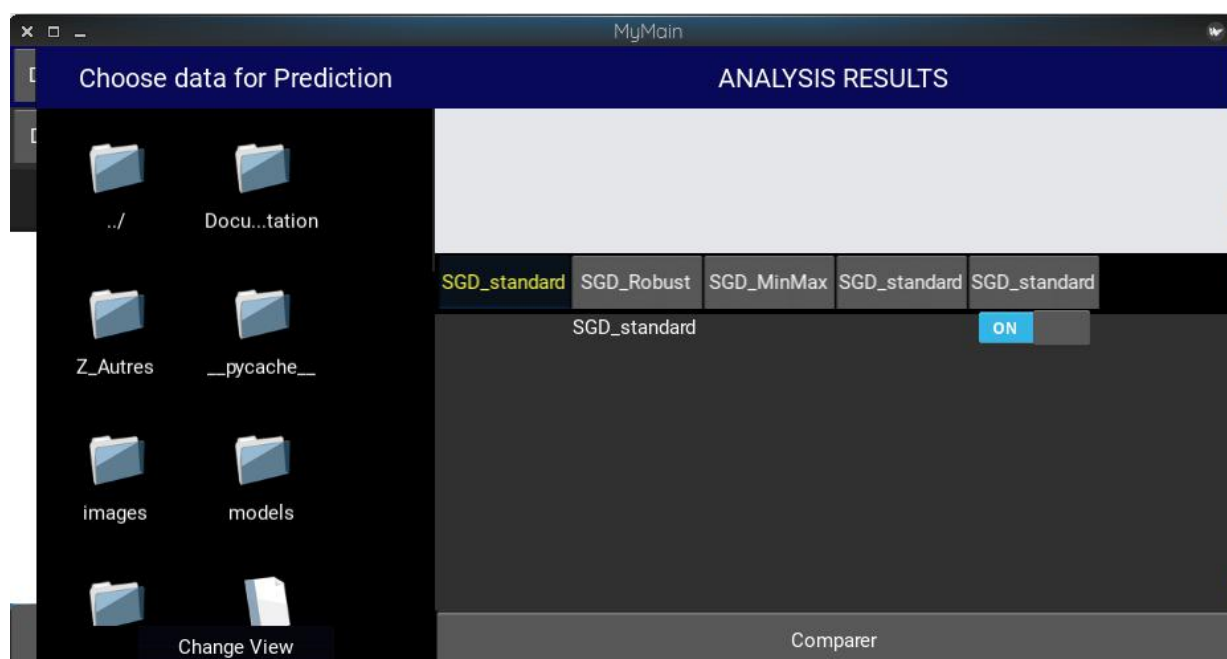 MyMain
Choose data for Prediction
ANALYSIS RESULTS
../
Docu...tation
SGD_standard SGD_Robust SGD_MinMax SGD_standard SGD_standard
SGD_standard
ON
Z_Autres
__pycache__
images
models
Change View
Comparer